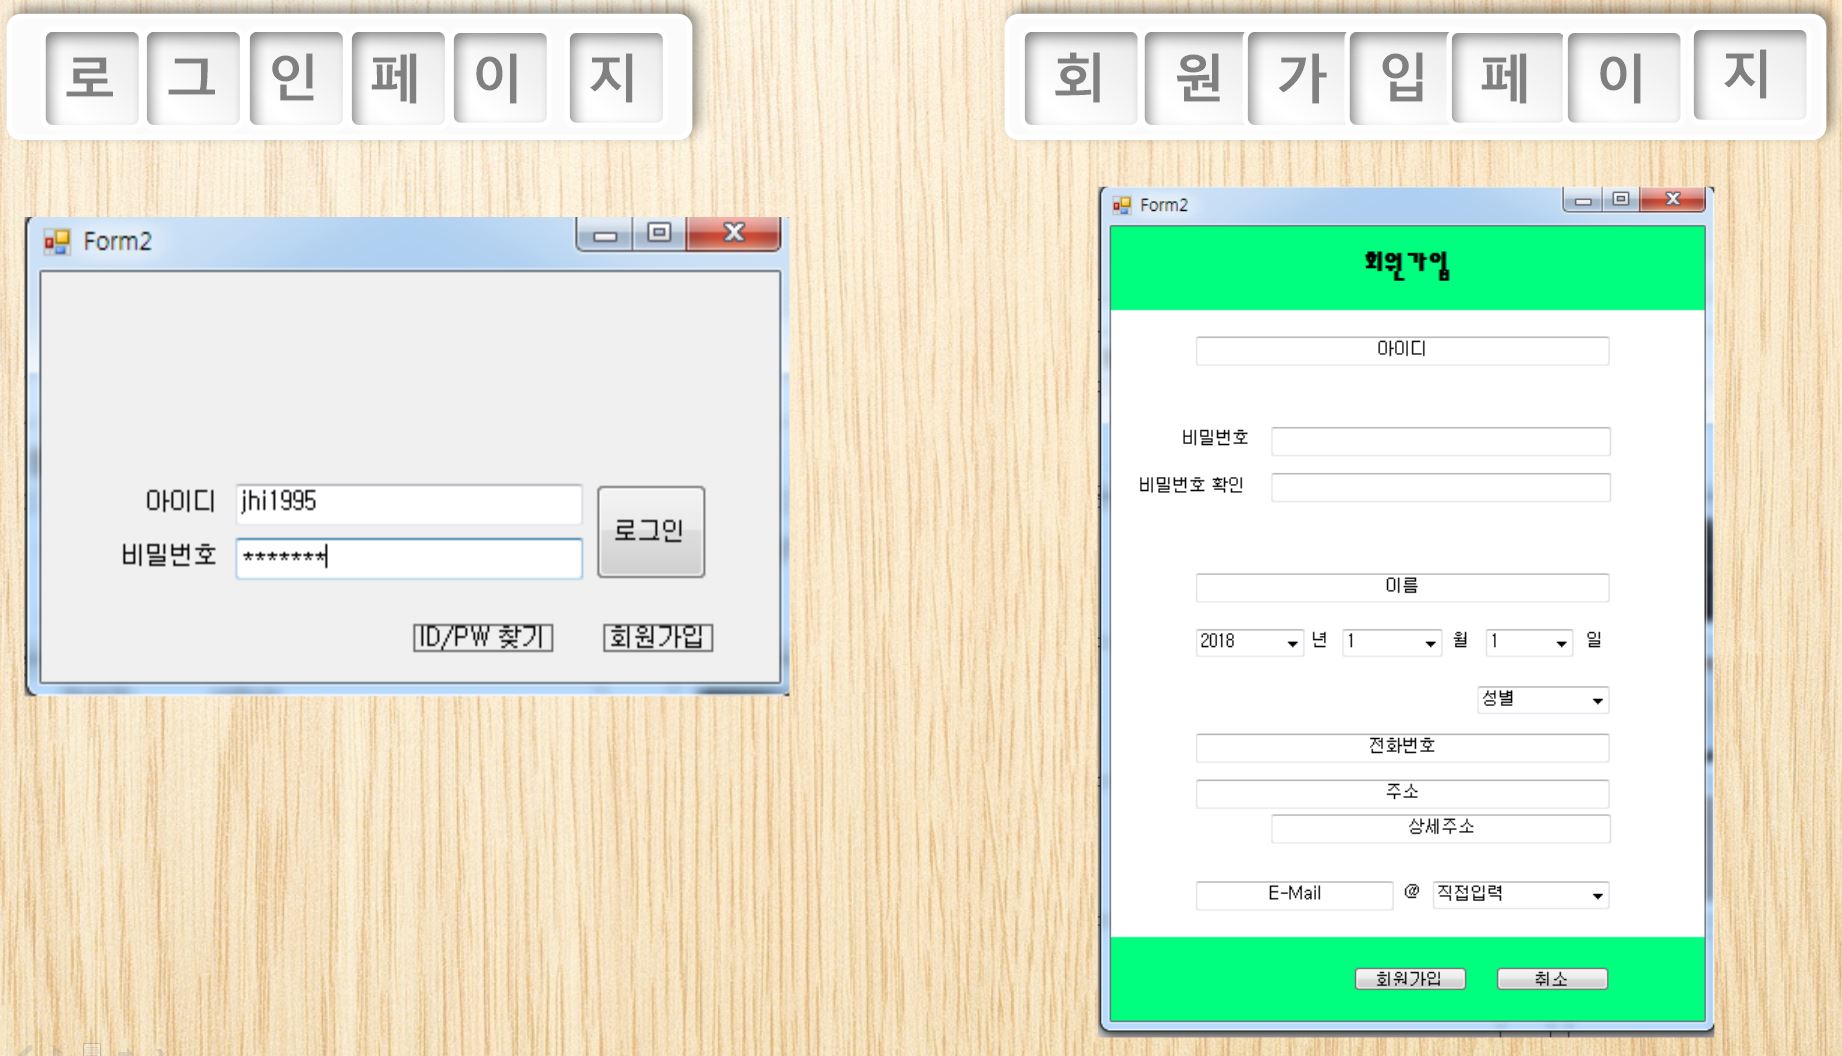 로그인페이지
Form2
아이디 jhi1995
비밀번호 *******
로그인
ID/PW 찾기 회원가입
회원가입페이지
Form2
회원가입
아이디
비밀번호
비밀번호 확인
이름
2018 년 1 월 1 일
성별
전화번호
주소
상세주소
E-Mail @ 직접입력
회원가입 취소